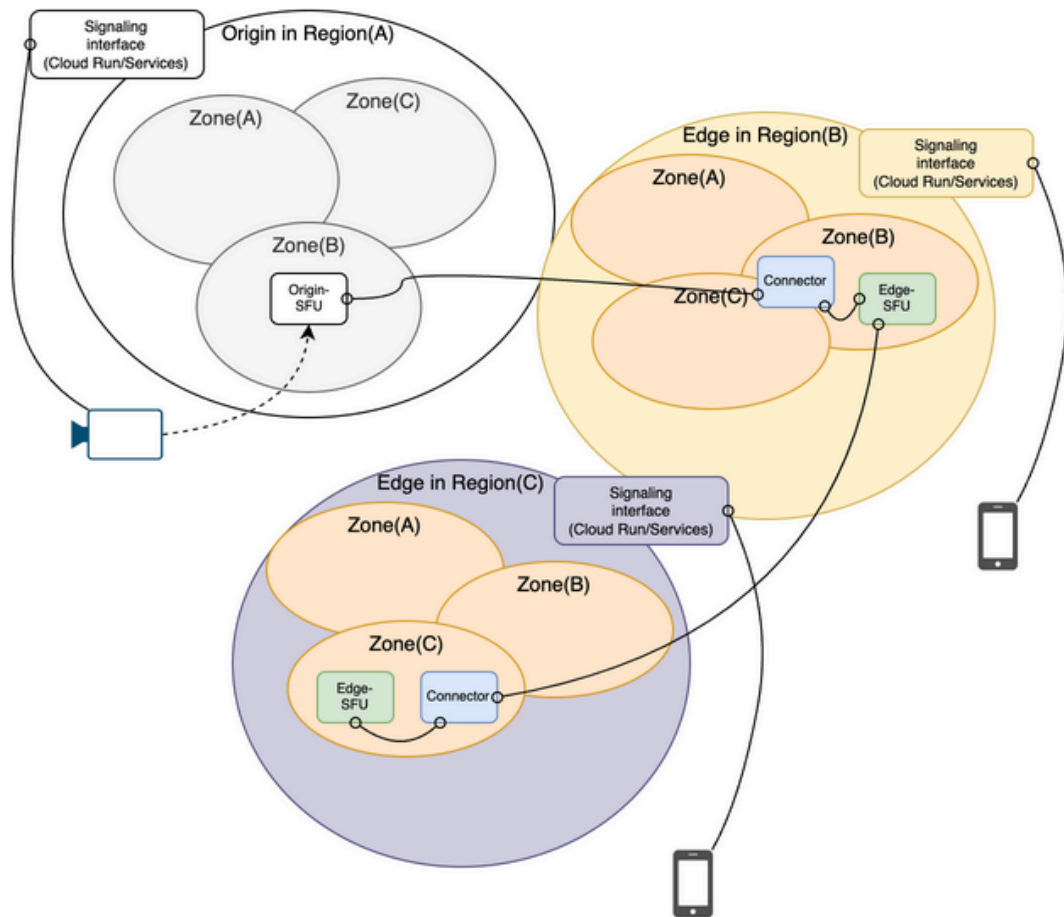 Signaling
interface
(Cloud Run/Services)
Origin in Region(A)
Zone(A)
Zone(C)
Zone(B)
Origin-
SFU
Edge in Region(B)
Signaling
interface
(Cloud Run/Services)
Zone(A)
Zone(B)
Zone(C)
Connector
Edge-
SFU
Edge in Region(C)
Signaling
interface
(Cloud Run/Services)
Zone(A)
Zone(B)
Zone(C)
Edge-
SFU
Connector